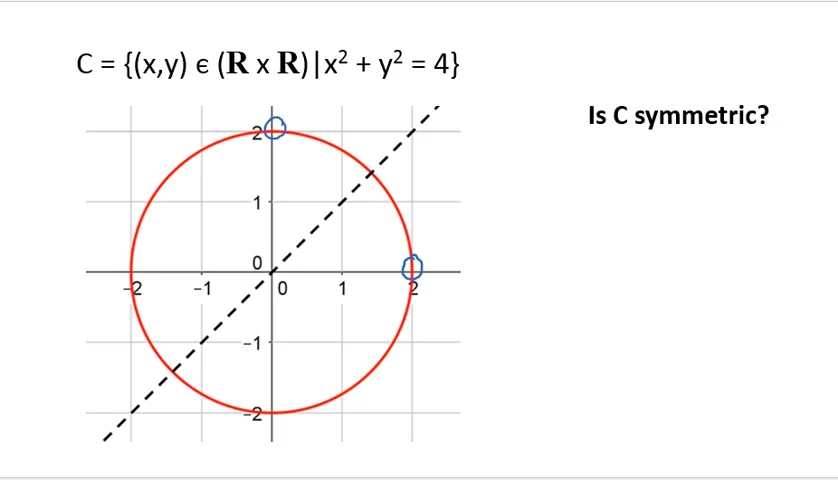 C = {(x,y) ϵ (R x R)|x² + y² = 4}
Is C symmetric?
2
1
0
-2 -1 0 1 2
-1
-2